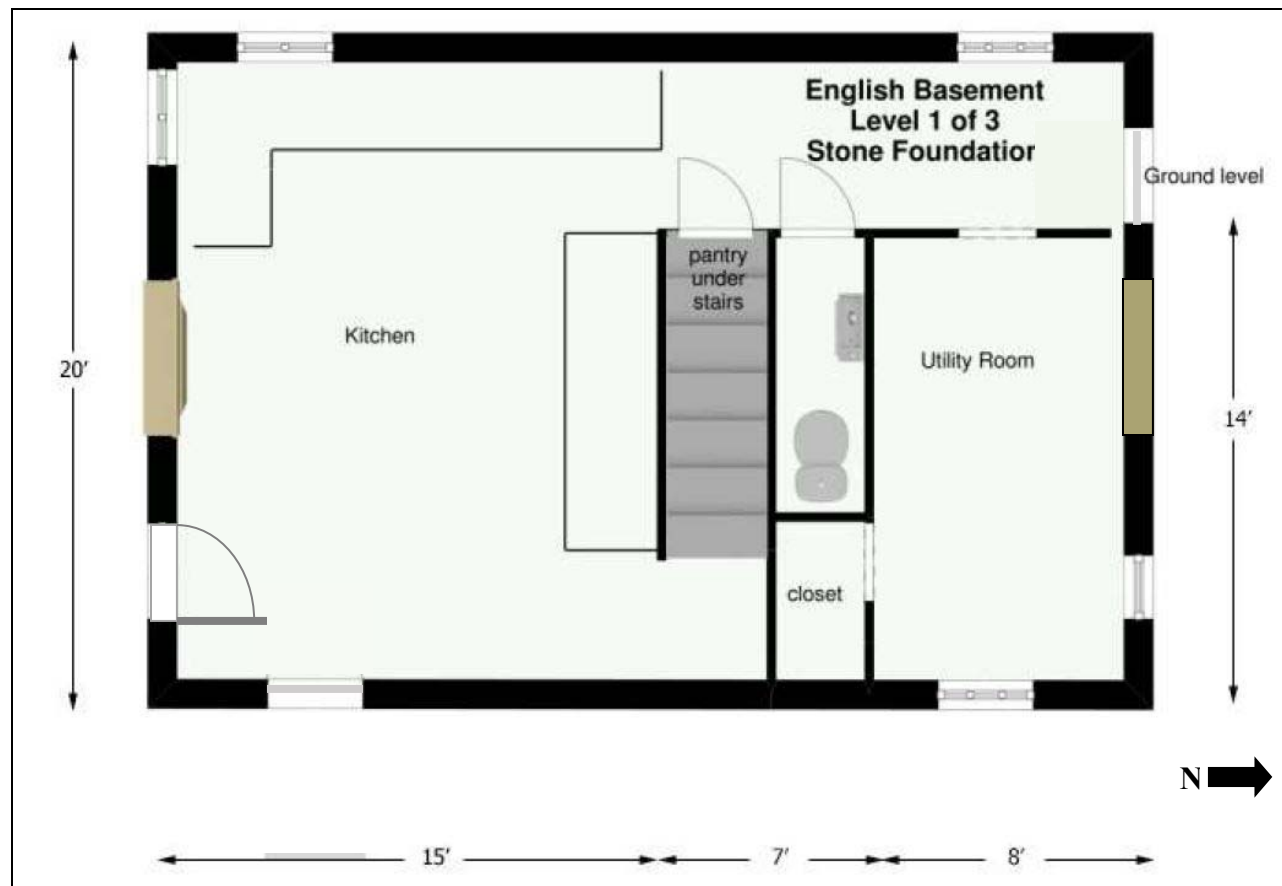 English Basement
Level 1 of 3
Stone Foundation
Ground level
pantry
under
stairs
Kitchen
Utility Room
20′
14′
closet
N
15′
7′
8′